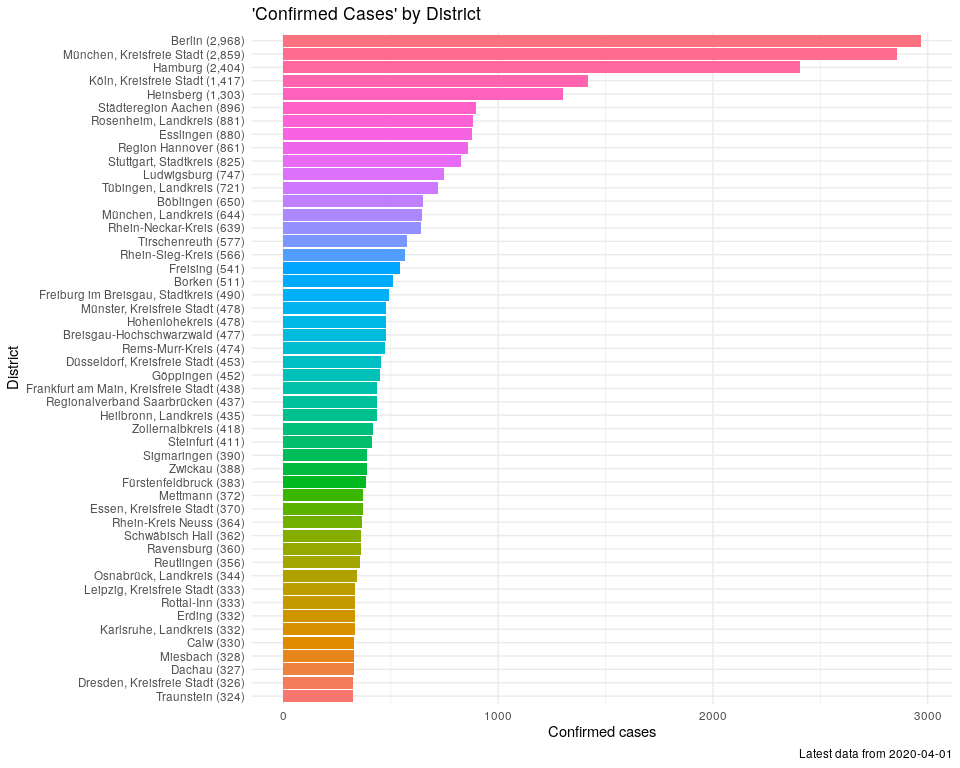 'Confirmed Cases' by District
Berlin (2,968)
München, Kreisfreie Stadt (2,859)
Hamburg (2,404)
Köln, Kreisfreie Stadt (1,417)
Heinsberg (1,303)
Städteregion Aachen (896)
Rosenheim, Landkreis (881)
Esslingen (880)
Region Hannover (861)
Stuttgart, Stadtkreis (825)
Ludwigsburg (747)
Tübingen, Landkreis (721)
Böblingen (650)
München, Landkreis (644)
Rhein-Neckar-Kreis (639)
Tirschenreuth (577)
Rhein-Sieg-Kreis (566)
Freising (541)
Borken (511)
Freiburg im Breisgau, Stadtkreis (490)
Münster, Kreisfreie Stadt (478)
Hohenlohekreis (478)
Breisgau-Hochschwarzwald (477)
Rems-Murr-Kreis (474)
Düsseldorf, Kreisfreie Stadt (453)
Göppingen (452)
Frankfurt am Main, Kreisfreie Stadt (438)
Regionalverband Saarbrücken (437)
Heilbronn, Landkreis (435)
Zollernalbkreis (418)
Steinfurt (411)
Sigmaringen (390)
Zwickau (388)
Fürstenfeldbruck (383)
Mettmann (372)
Essen, Kreisfreie Stadt (370)
Rhein-Kreis Neuss (364)
Schwäbisch Hall (362)
Ravensburg (360)
Reutlingen (356)
Osnabrück, Landkreis (344)
Leipzig, Kreisfreie Stadt (333)
Rottal-Inn (333)
Erding (332)
Karlsruhe, Landkreis (332)
Calw (330)
Miesbach (328)
Dachau (327)
Dresden, Kreisfreie Stadt (326)
Traunstein (324)
District
0 1000 2000 3000
Confirmed cases
Latest data from 2020-04-01